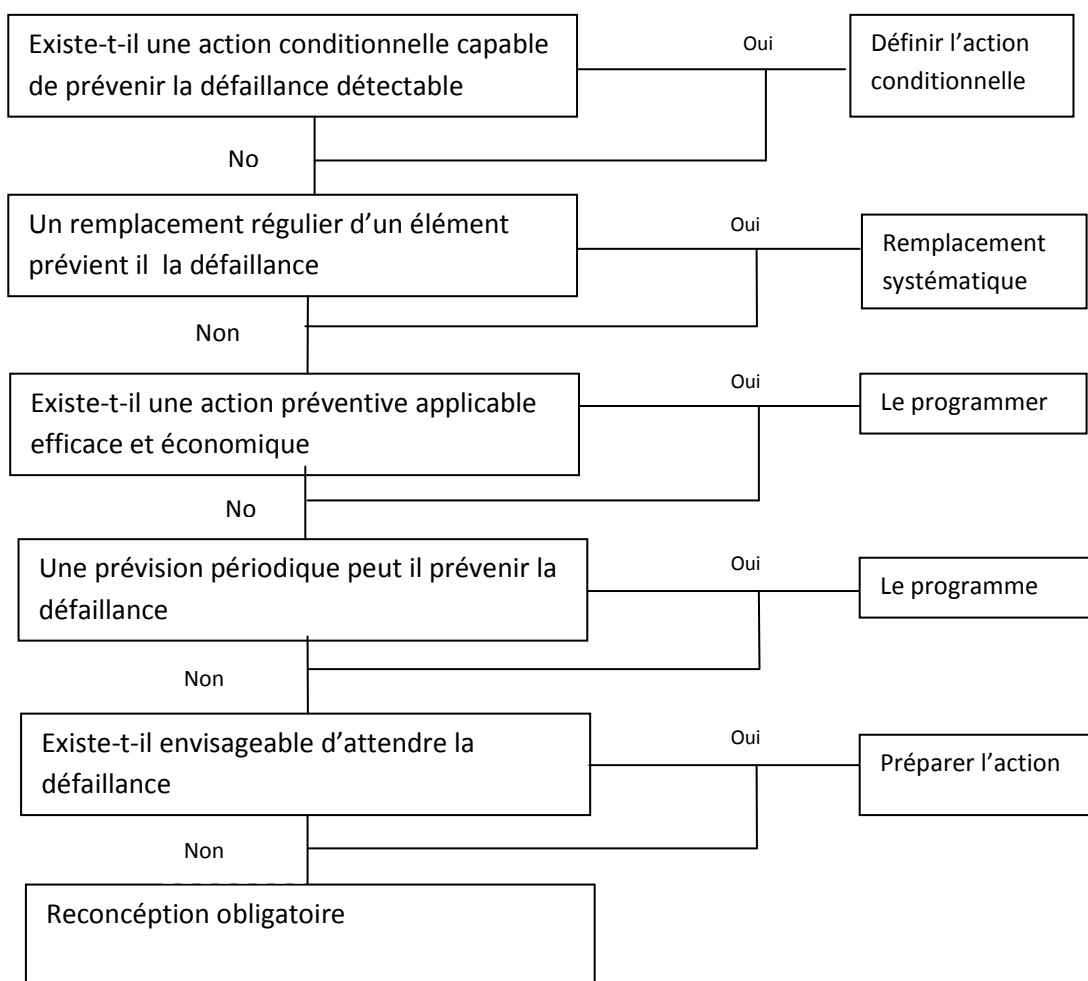 Existe-t-il une action conditionnelle capable
de prévenir la défaillance détectable
Oui
Définir l’action
conditionnelle
No
Un remplacement régulier d’un élément
prévient il la défaillance
Oui
Remplacement
systématique
Non
Existe-t-il une action préventive applicable
efficace et économique
Oui
Le programmer
No
Une prévision périodique peut il prévenir la
défaillance
Oui
Le programme
Non
Existe-t-il envisageable d’attendre la
défaillance
Oui
Préparer l’action
Non
Reconcéption obligatoire